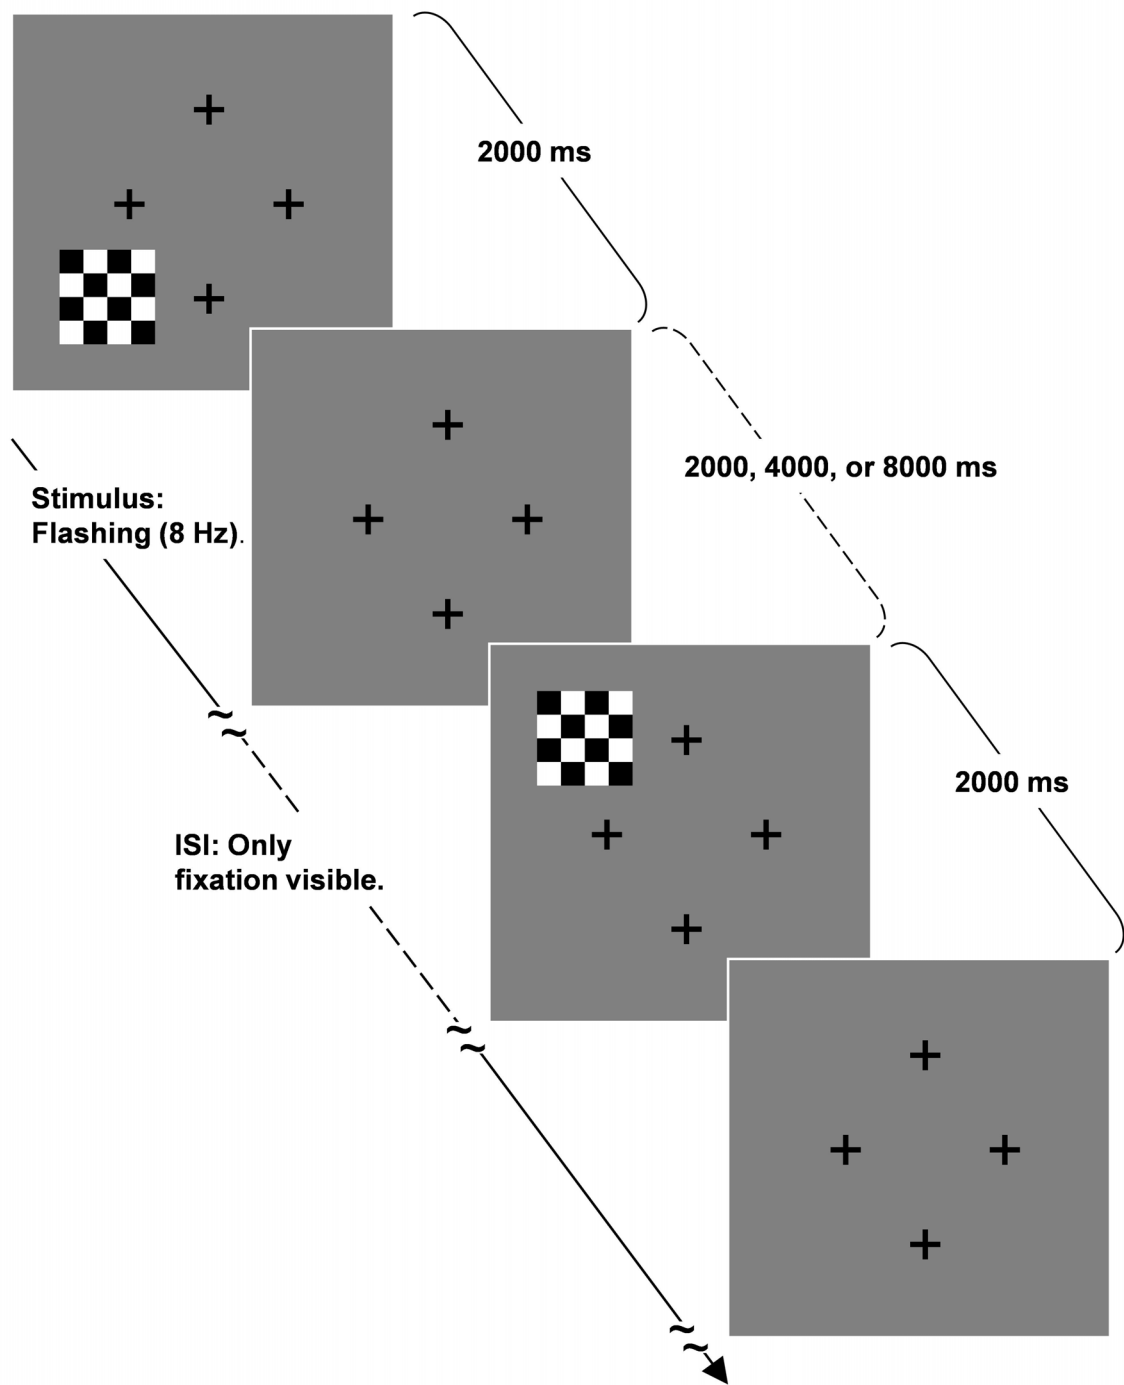 2000 ms
2000, 4000, or 8000 ms
Stimulus:
Flashing (8 Hz).
2000 ms
ISI: Only
fixation visible.